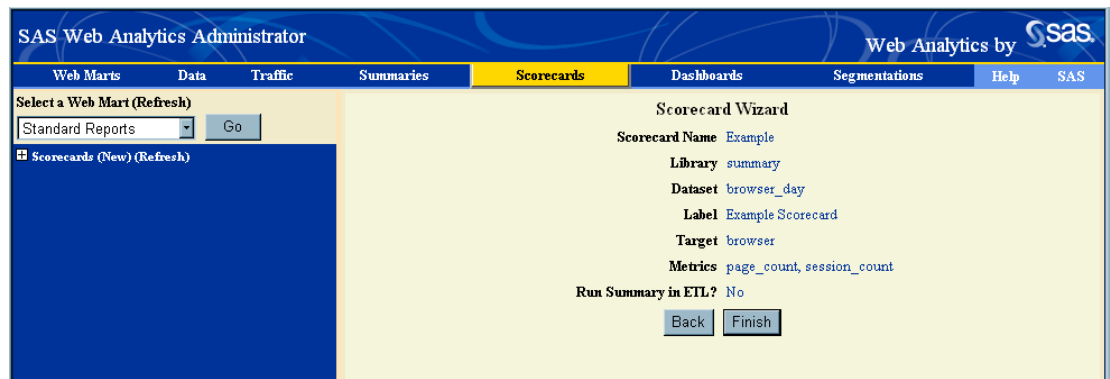 SAS Web Analytics Administrator
Web Analytics by sas.
Web Marts Data Traffic Summaries Scorecards Dashboards Segmentations Help SAS
Select a Web Mart (Refresh)
Standard Reports Go
Scorecards (New) (Refresh)
Scorecard Wizard
Scorecard Name Example
Library summary
Dataset browser_day
Label Example Scorecard
Target browser
Metrics page_count, session_count
Run Summary in ETL? No
Back Finish